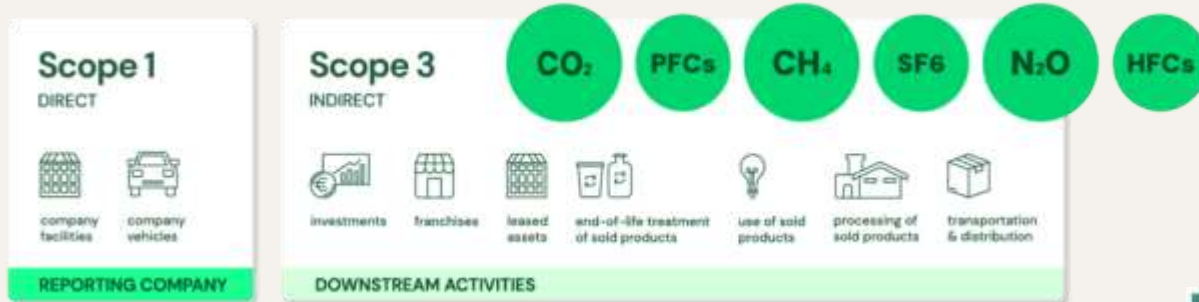 Scope 1
DIRECT
company
facilities
company
vehicles
REPORTING COMPANY
Scope 3
INDIRECT
CO₂
PFCs
CH₄
SF6
N₂O
HFCs
investments
franchises
leased
assets
end-of-life treatment
of sold products
use of sold
products
processing of
sold products
transportation
& distribution
DOWNSTREAM ACTIVITIES